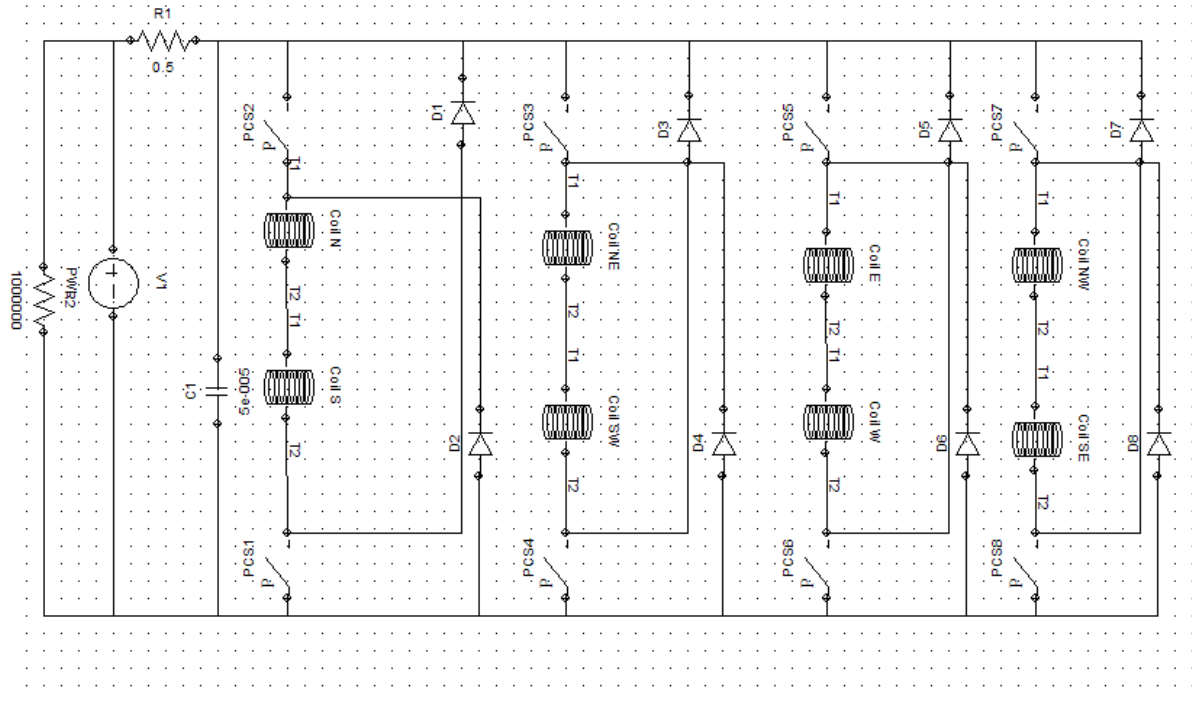 R1
0.5
PWR2
1000000
V1
C1
5e-005
PCS2
P
T1
Coil N
T2
T1
Coil S
T2
PCS1
P
D1
D2
PCS3
P
T1
Coil NE
T2
T1
Coil SW
T2
PCS4
P
D3
D4
PCS5
P
T1
Coil E
T2
T1
Coil W
T2
PCS6
P
D5
D6
PCS7
P
T1
Coil NW
T2
T1
Coil SE
T2
PCS8
P
D7
D8